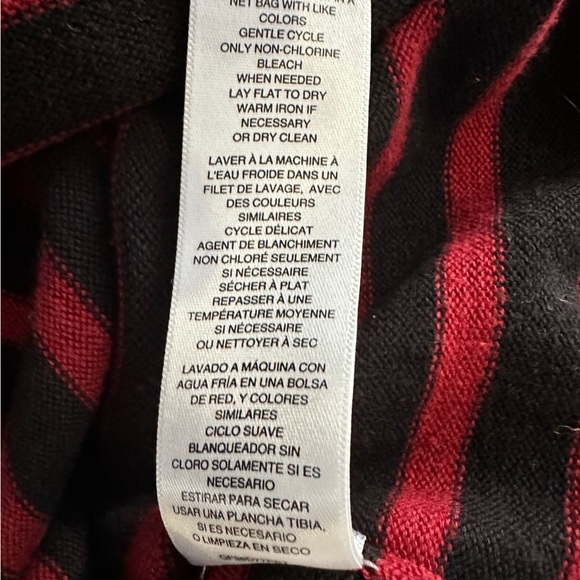 NET BAG WITH LIKE
COLORS
GENTLE CYCLE
ONLY NON-CHLORINE
BLEACH
WHEN NEEDED
LAY FLAT TO DRY
WARM IRON IF
NECESSARY
OR DRY CLEAN
LAVER À LA MACHINE À
L'EAU FROIDE DANS UN
FILET DE LAVAGE, AVEC
DES COULEURS
SIMILAIRES
CYCLE DÉLICAT
AGENT DE BLANCHIMENT
NON CHLORÉ SEULEMENT
SI NÉCESSAIRE
SÉCHER À PLAT
REPASSER À UNE
TEMPÉRATURE MOYENNE
SI NÉCESSAIRE
OU NETTOYER À SEC
LAVADO A MÁQUINA CON
AGUA FRÍA EN UNA BOLSA
DE RED, Y COLORES
SIMILARES
CICLO SUAVE
BLANQUEADOR SIN
CLORO SOLAMENTE SI ES
NECESARIO
ESTIRAR PARA SECAR
USAR UNA PLANCHA TIBIA,
SI ES NECESARIO
O LIMPIEZA EN SECO